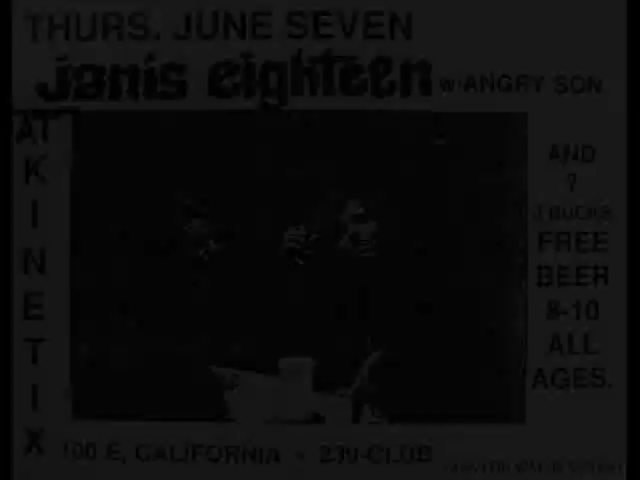 THURS. JUNE SEVEN
janis eighteen w/ANGRY SON
AT
KINETIX
AND
?
BUCKS
FREE
BEER
8-10
ALL
AGES.
100 E, CALIFORNIA - 239-CLUB